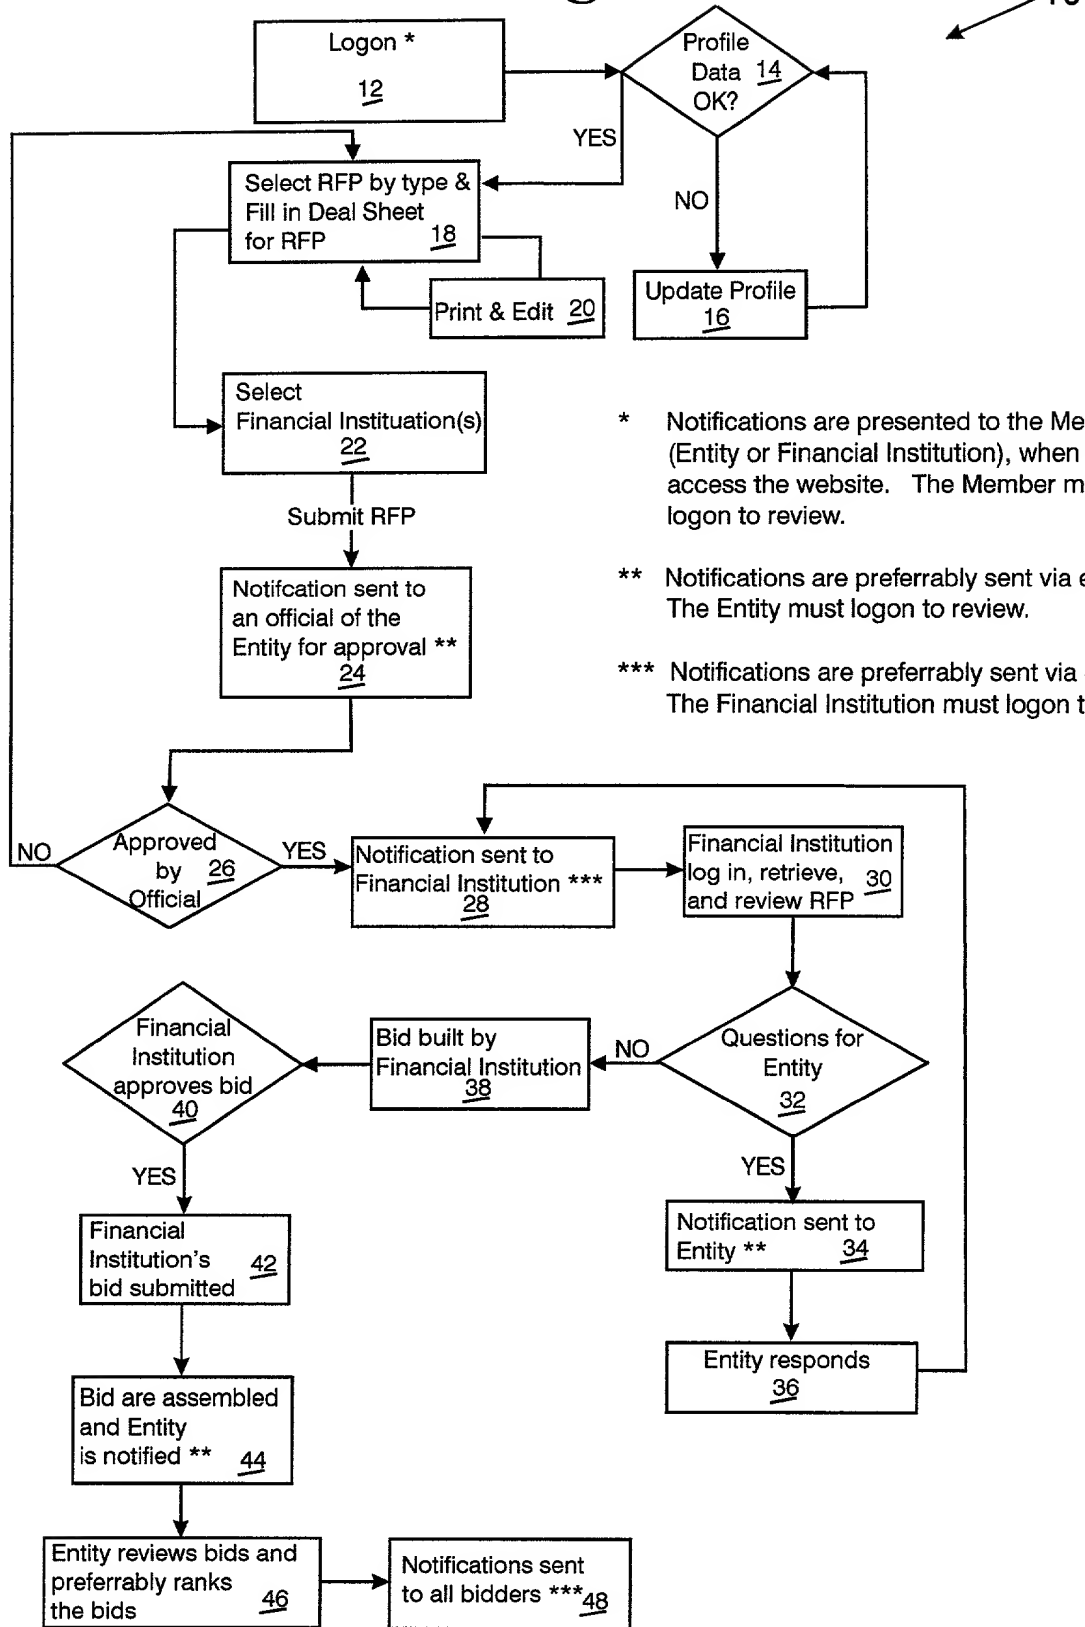 Logon *
12
Profile
Data 14
OK?
YES
NO
Select RFP by type &
Fill in Deal Sheet
for RFP 18
Print & Edit 20
Update Profile
16
Select
Financial Instituation(s)
22
Submit RFP
* Notifications are presented to the
(Entity or Financial Institution), when
access the website. The Member
logon to review.
** Notifications are preferrably sent via
The Entity must logon to review.
*** Notifications are preferrably sent via
The Financial Institution must logon
Notifcation sent to
an official of the
Entity for approval **
24
NO
Approved
by 26
Official
YES
Notification sent to
Financial Institution ***
28
Financial Institution
log in, retrieve, 30
and review RFP
Financial
Institution
approves bid
40
Bid built by
Financial Institution
38
NO
Questions for
Entity
32
YES
YES
Financial
Institution's
bid submitted 42
Notification sent to
Entity ** 34
Entity responds
36
Bid are assembled
and Entity
is notified ** 44
Entity reviews bids and
preferrably ranks
the bids 46
Notifications sent
to all bidders *** 48